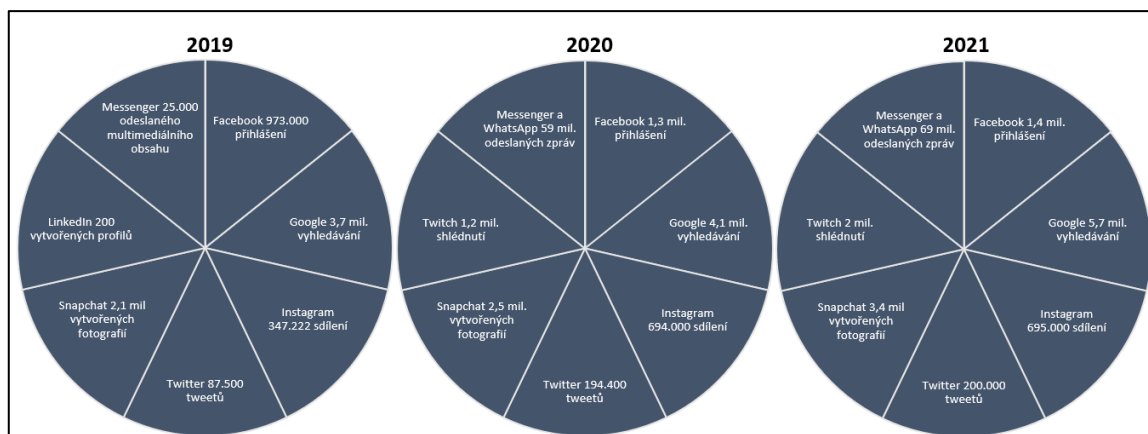 2019
Messenger 25.000
odeslaného
multimediálního
obsahu
Facebook 973.000
přihlášení
LinkedIn 200
vytvořených profilů
Google 3,7 mil.
vyhledávání
Snapchat 2,1 mil
vytvořených
fotografií
Instagram
347.222 sdílení
Twitter 87.500
tweetů
2020
Messenger a
WhatsApp 59 mil.
odeslaných zpráv
Facebook 1,3 mil.
přihlášení
Twitch 1,2 mil.
shlédnutí
Google 4,1 mil.
vyhledávání
Snapchat 2,5 mil.
vytvořených
fotografií
Instagram
694.000 sdílení
Twitter 194.400
tweetů
2021
Messenger a
WhatsApp 69 mil.
odeslaných zpráv
Facebook 1,4 mil.
přihlášení
Twitch 2 mil.
shlédnutí
Google 5,7 mil.
vyhledávání
Snapchat 3,4 mil
vytvořených
fotografií
Instagram
695.000 sdílení
Twitter 200.000
tweetů